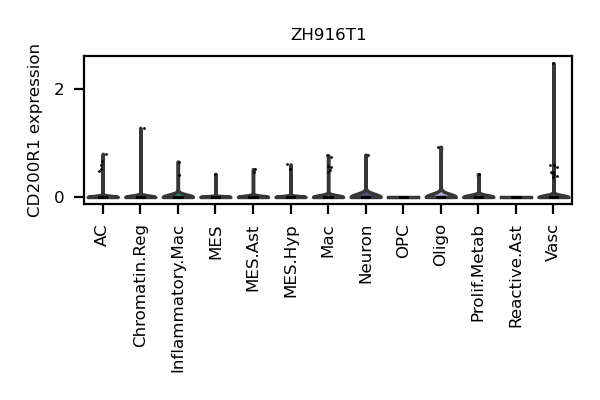 ZH916T1
CD200R1 expression
2
0
AC
Chromatin.Reg
Inflammatory.Mac
MES
MES.Ast
MES.Hyp
Mac
Neuron
OPC
Oligo
Prolif.Metab
Reactive.Ast
Vasc